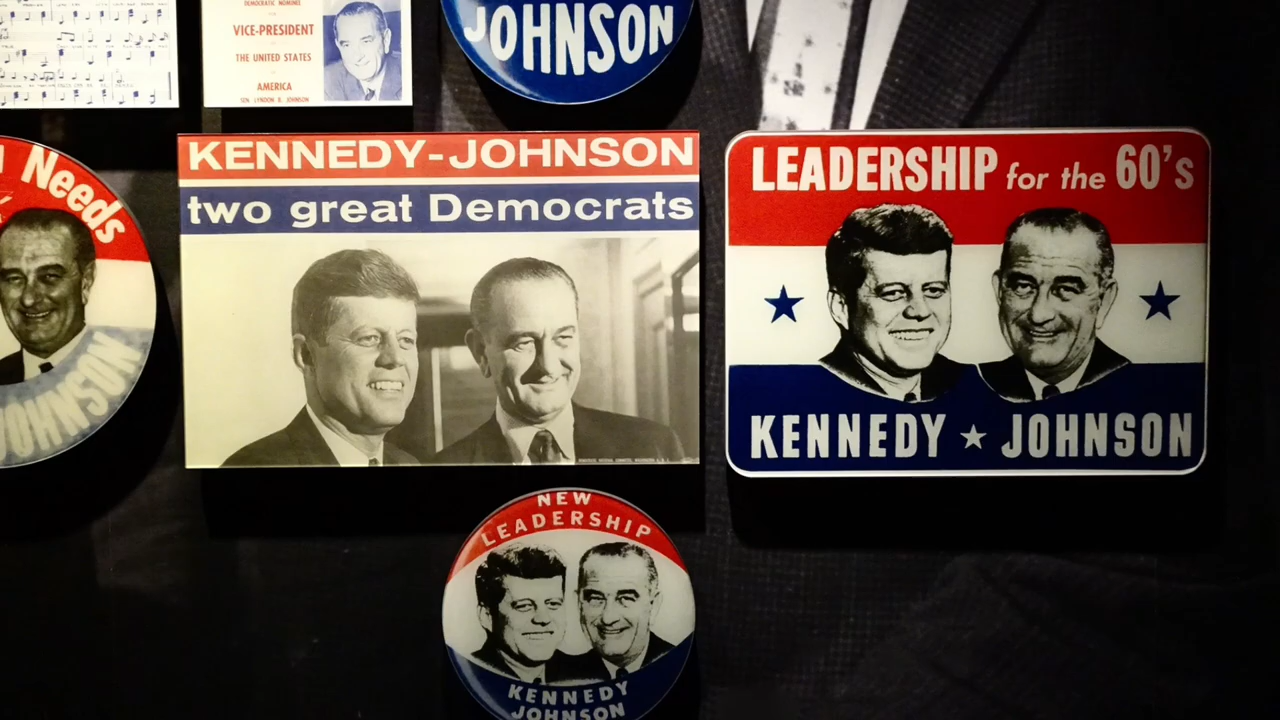 DEMOCRATIC NOMINEE
VICE-PRESIDENT
THE UNITED STATES
AMERICA
SEN. LYNDON B. JOHNSON
JOHNSON
Needs
JOHNSON
KENNEDY-JOHNSON
two great Democrats
LEADERSHIP for the 60's
KENNEDY ★ JOHNSON
NEW
LEADERSHIP
KENNEDY
JOHNSON